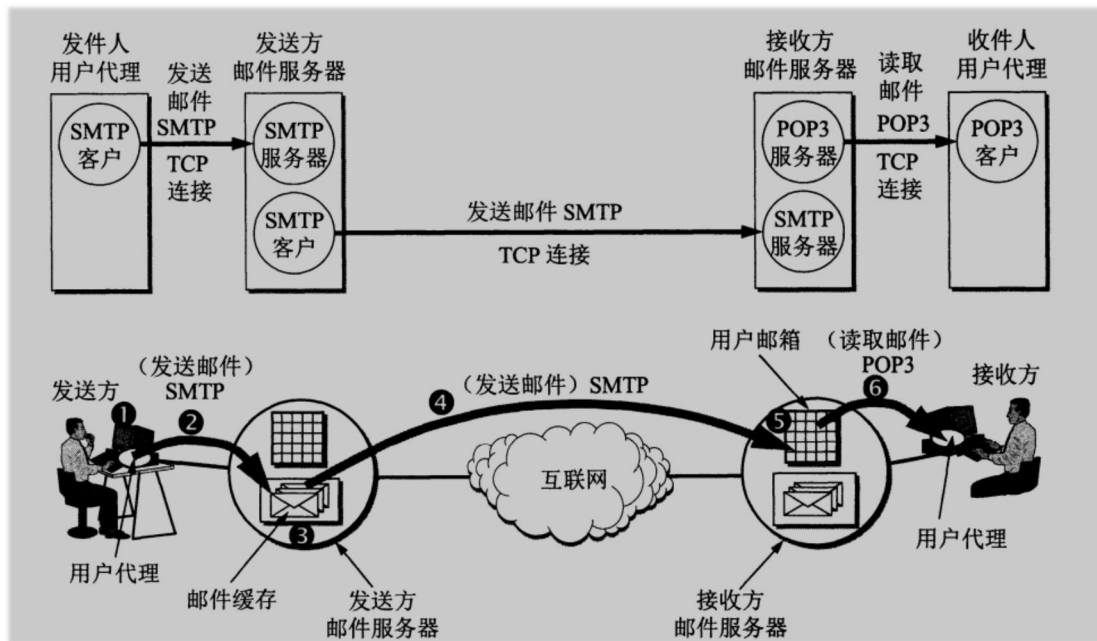 发件人
用户代理
发送
邮件
SMTP
TCP
连接
SMTP
客户
发送方
邮件服务器
SMTP
服务器
SMTP
客户
发送邮件 SMTP
TCP 连接
接收方
邮件服务器
POP3
服务器
SMTP
服务器
读取
邮件
POP3
TCP
连接
收件人
用户代理
POP3
客户
发送方
（发送邮件）
SMTP
❶
❷
❸
❹
（发送邮件）SMTP
互联网
用户邮箱
（读取邮件）
POP3
❺
❻
接收方
用户代理
邮件缓存
发送方
邮件服务器
接收方
邮件服务器
用户代理